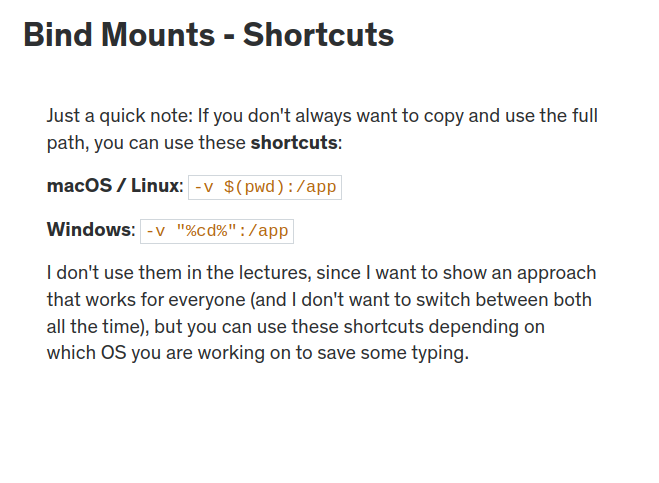 Bind Mounts - Shortcuts
Just a quick note: If you don't always want to copy and use the full
path, you can use these shortcuts:
macOS / Linux: -v $(pwd):/app
Windows: -v "%cd%":/app
I don't use them in the lectures, since I want to show an approach
that works for everyone (and I don't want to switch between both
all the time), but you can use these shortcuts depending on
which OS you are working on to save some typing.